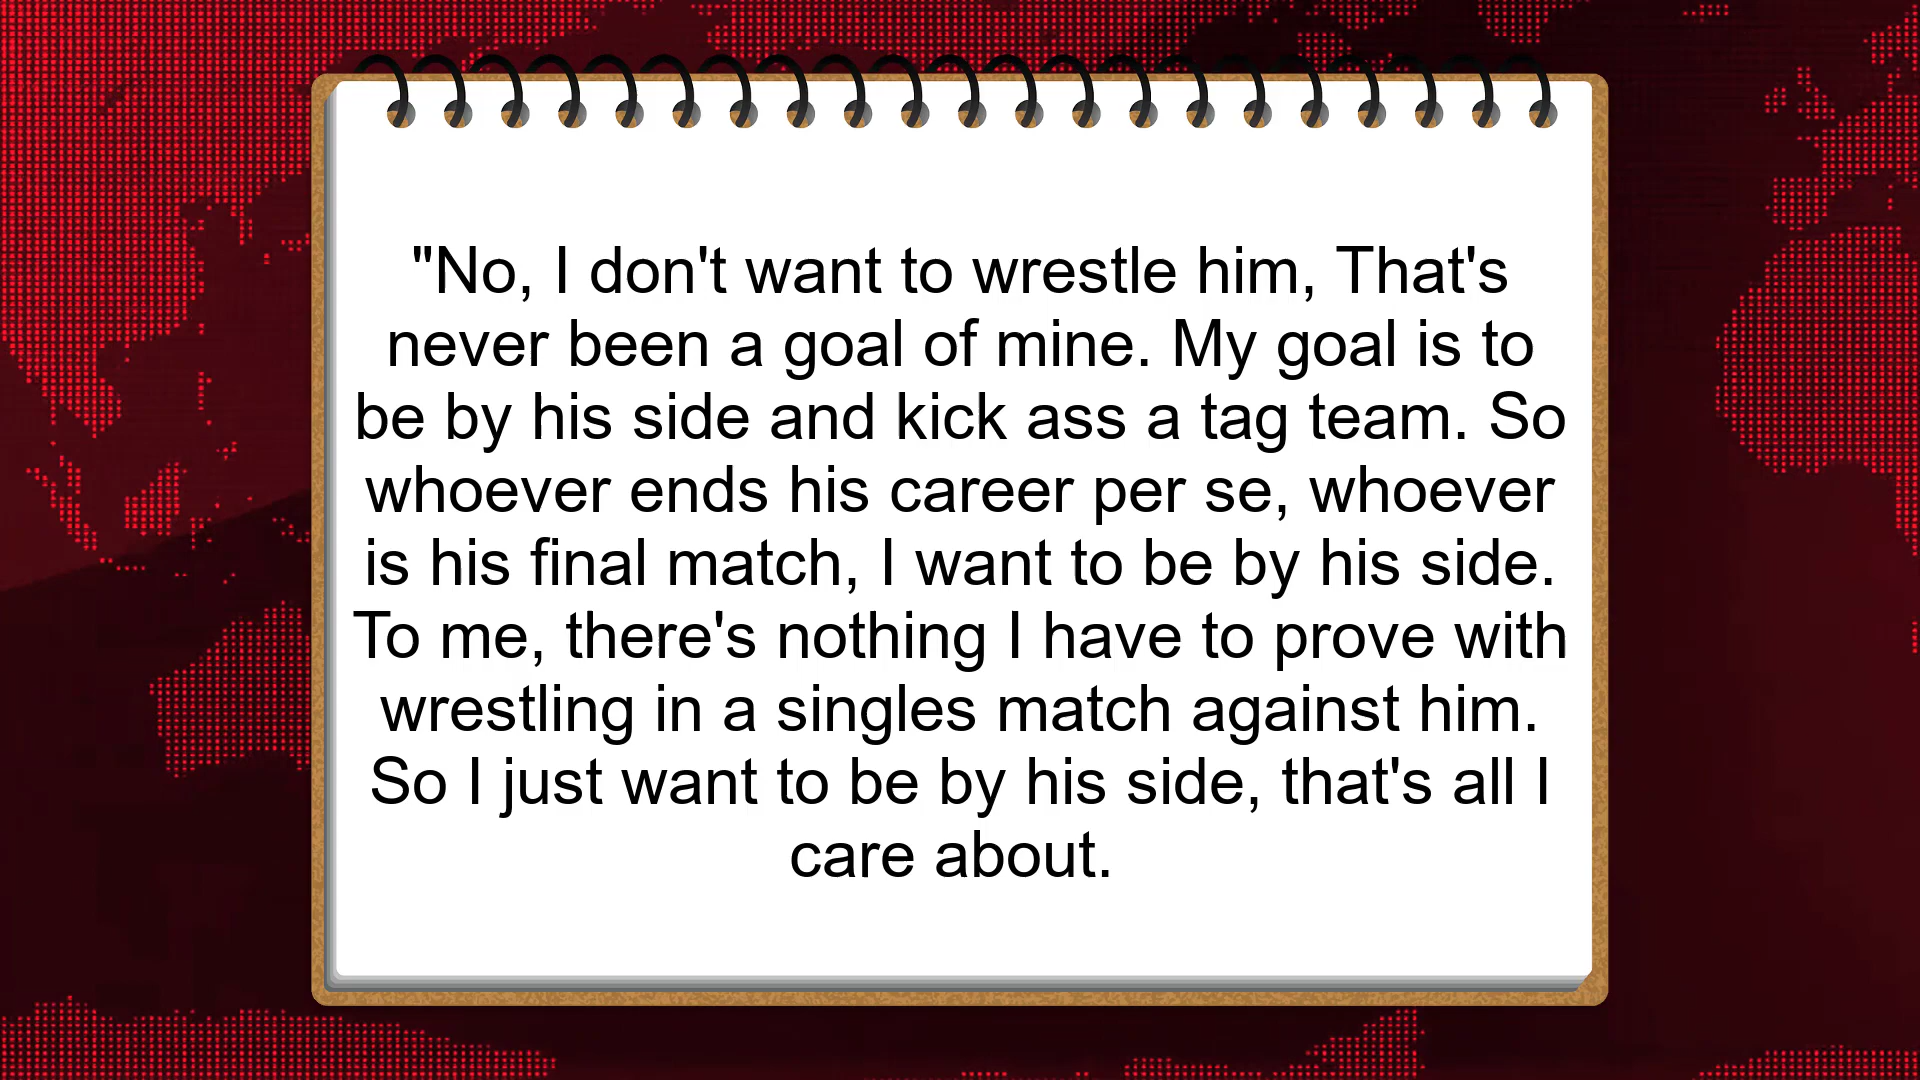 "No, I don't want to wrestle him, That's
never been a goal of mine. My goal is to
be by his side and kick ass a tag team. So
whoever ends his career per se, whoever
is his final match, I want to be by his side.
To me, there's nothing I have to prove with
wrestling in a singles match against him.
So I just want to be by his side, that's all I
care about.